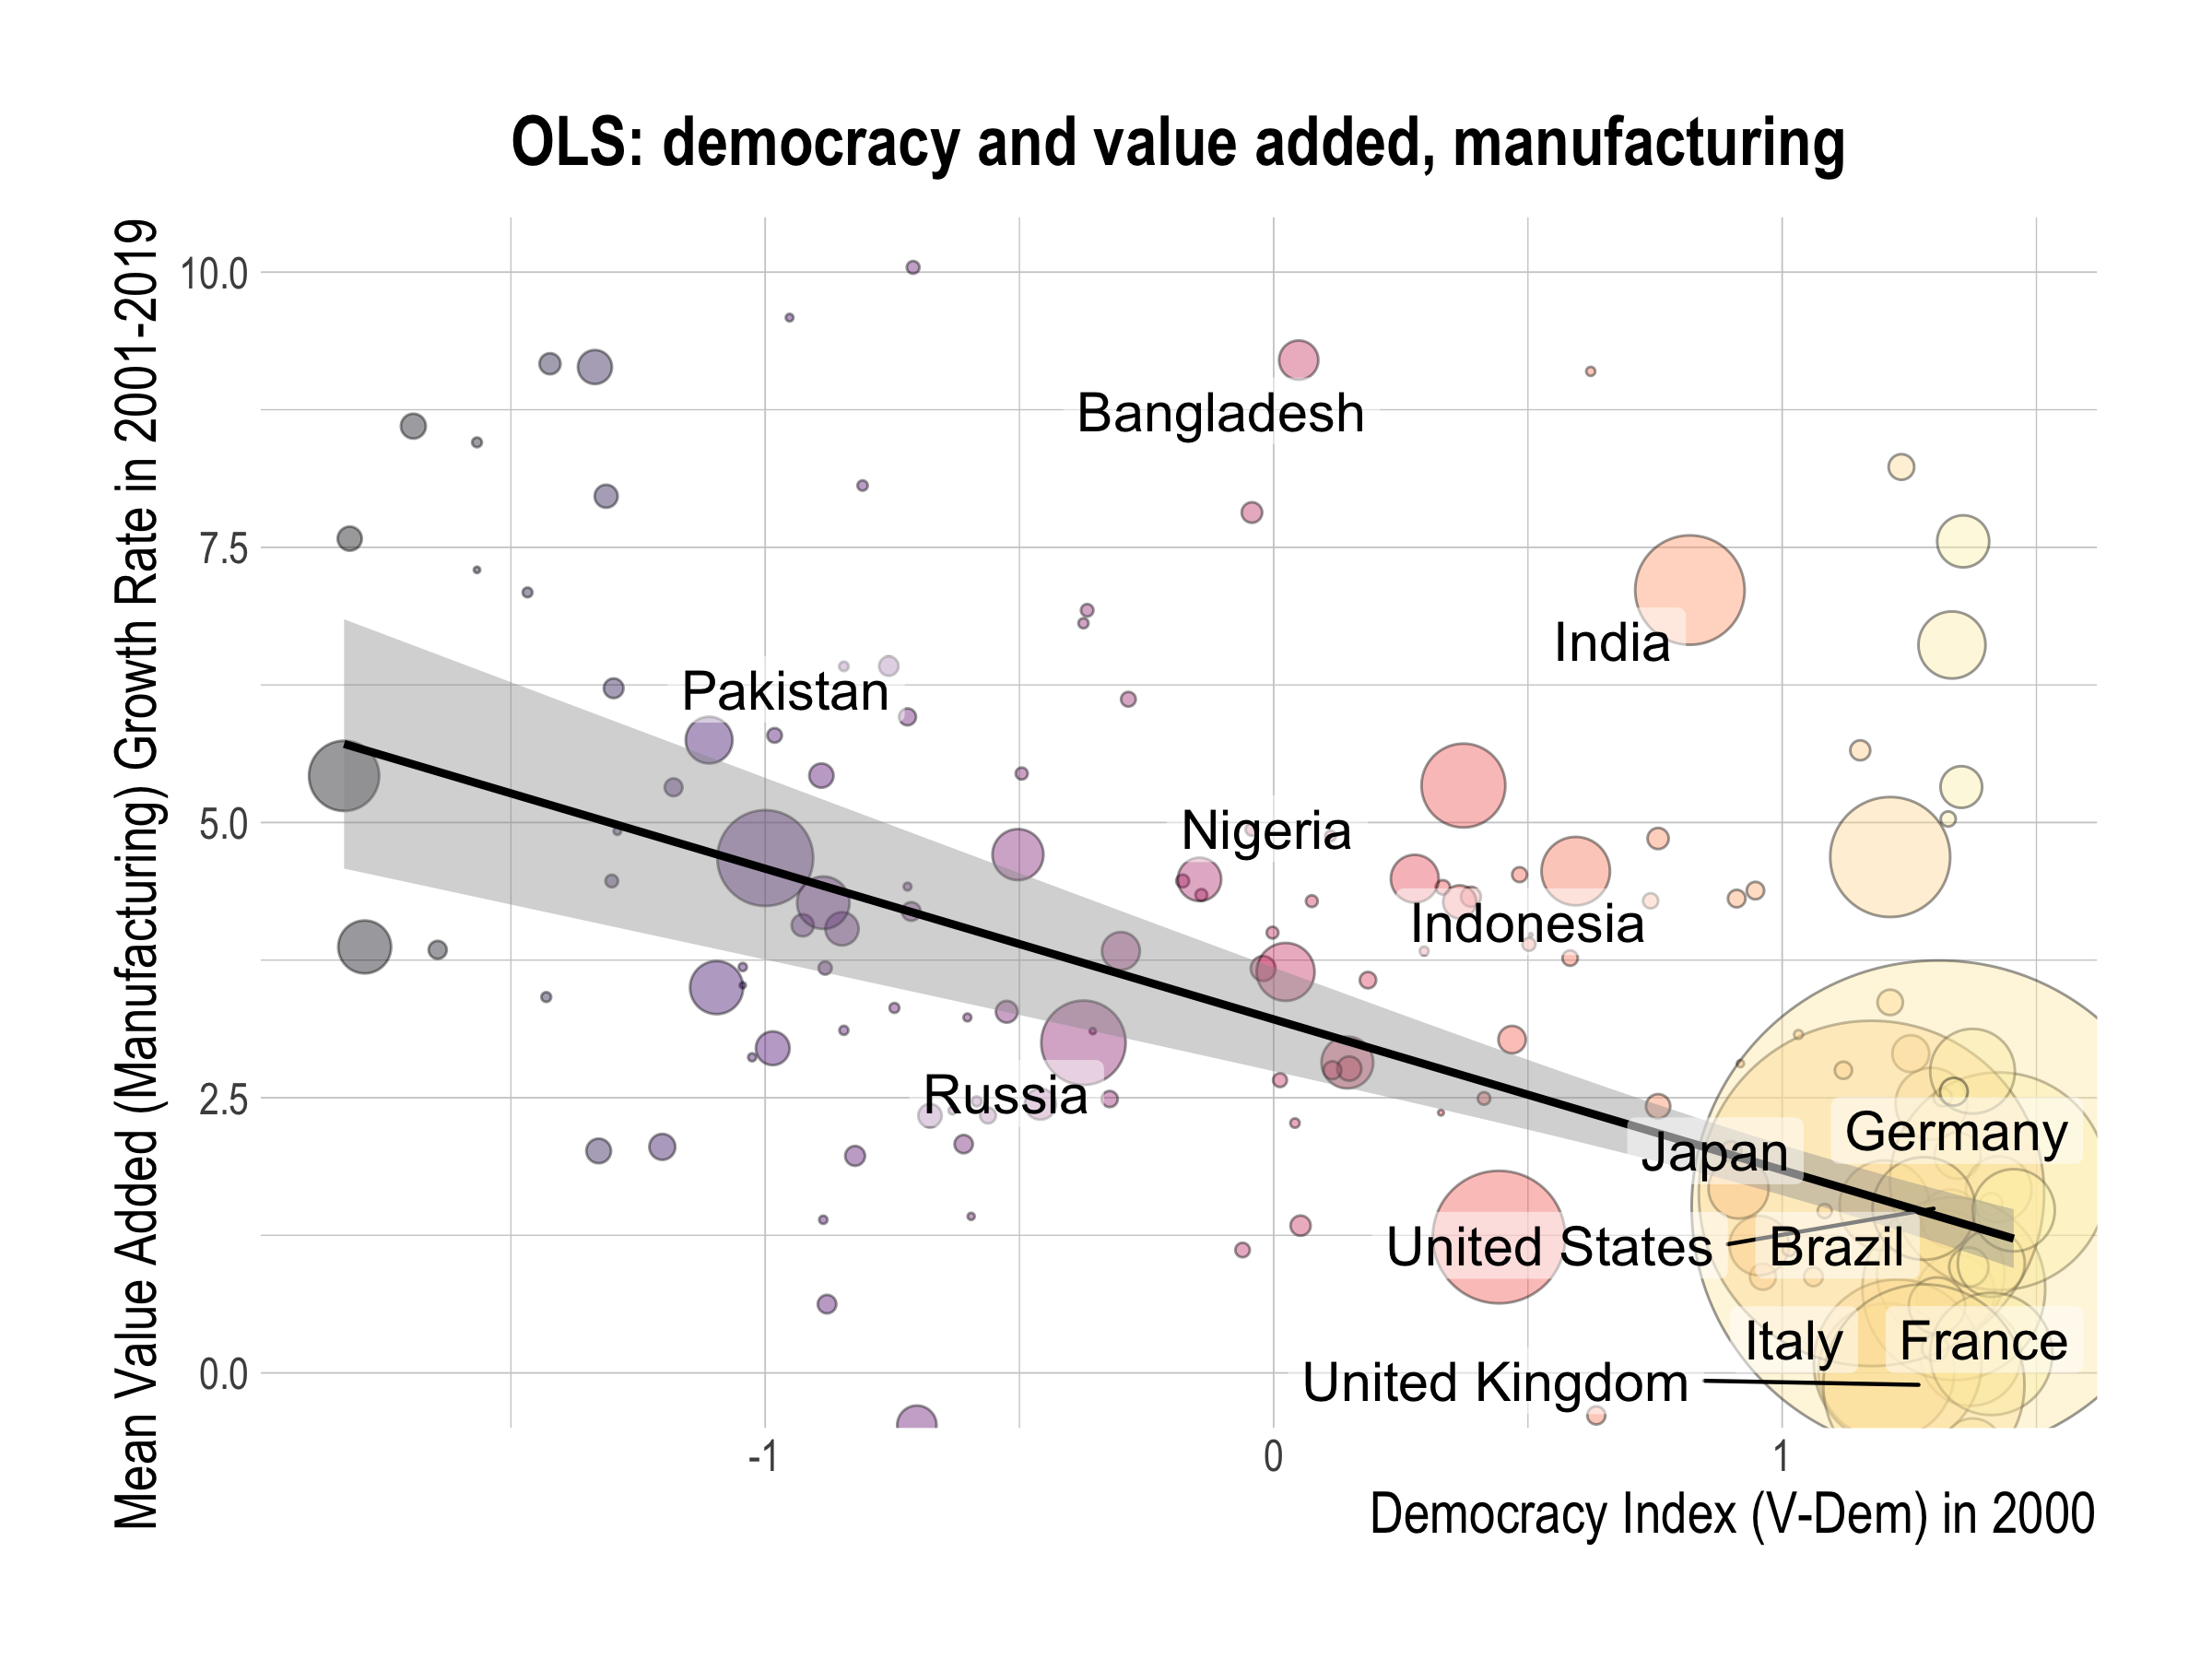 OLS: democracy and value added, manufacturing
Mean Value Added (Manufacturing) Growth Rate in 2001-2019
10.0
7.5
5.0
2.5
0.0
Bangladesh
India
Pakistan
Nigeria
Indonesia
Russia
Germany
Japan
United States
Brazil
Italy
France
United Kingdom
-1
0
1
Democracy Index (V-Dem) in 2000